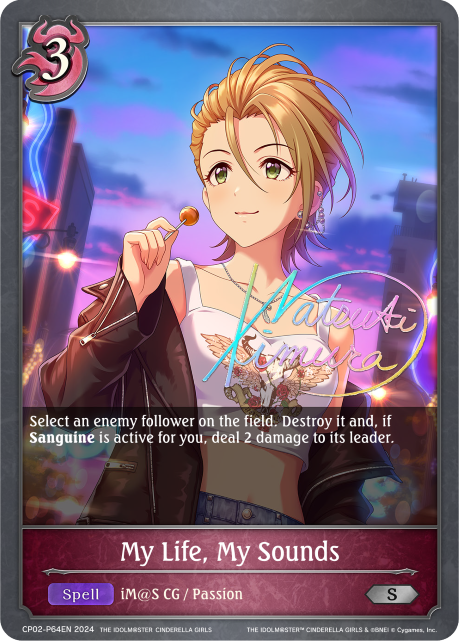 3
Natsuki
Kimura
Select an enemy follower on the field. Destroy it and, if
Sanguine is active for you, deal 2 damage to its leader.
My Life, My Sounds
Spell
iM@S CG / Passion
S
CP02-P64EN 2024 THE IDOLM@STER CINDERELLA GIRLS
THE IDOLM@STER™ CINDERELLA GIRLS & ©BNEI © Cygames, Inc.